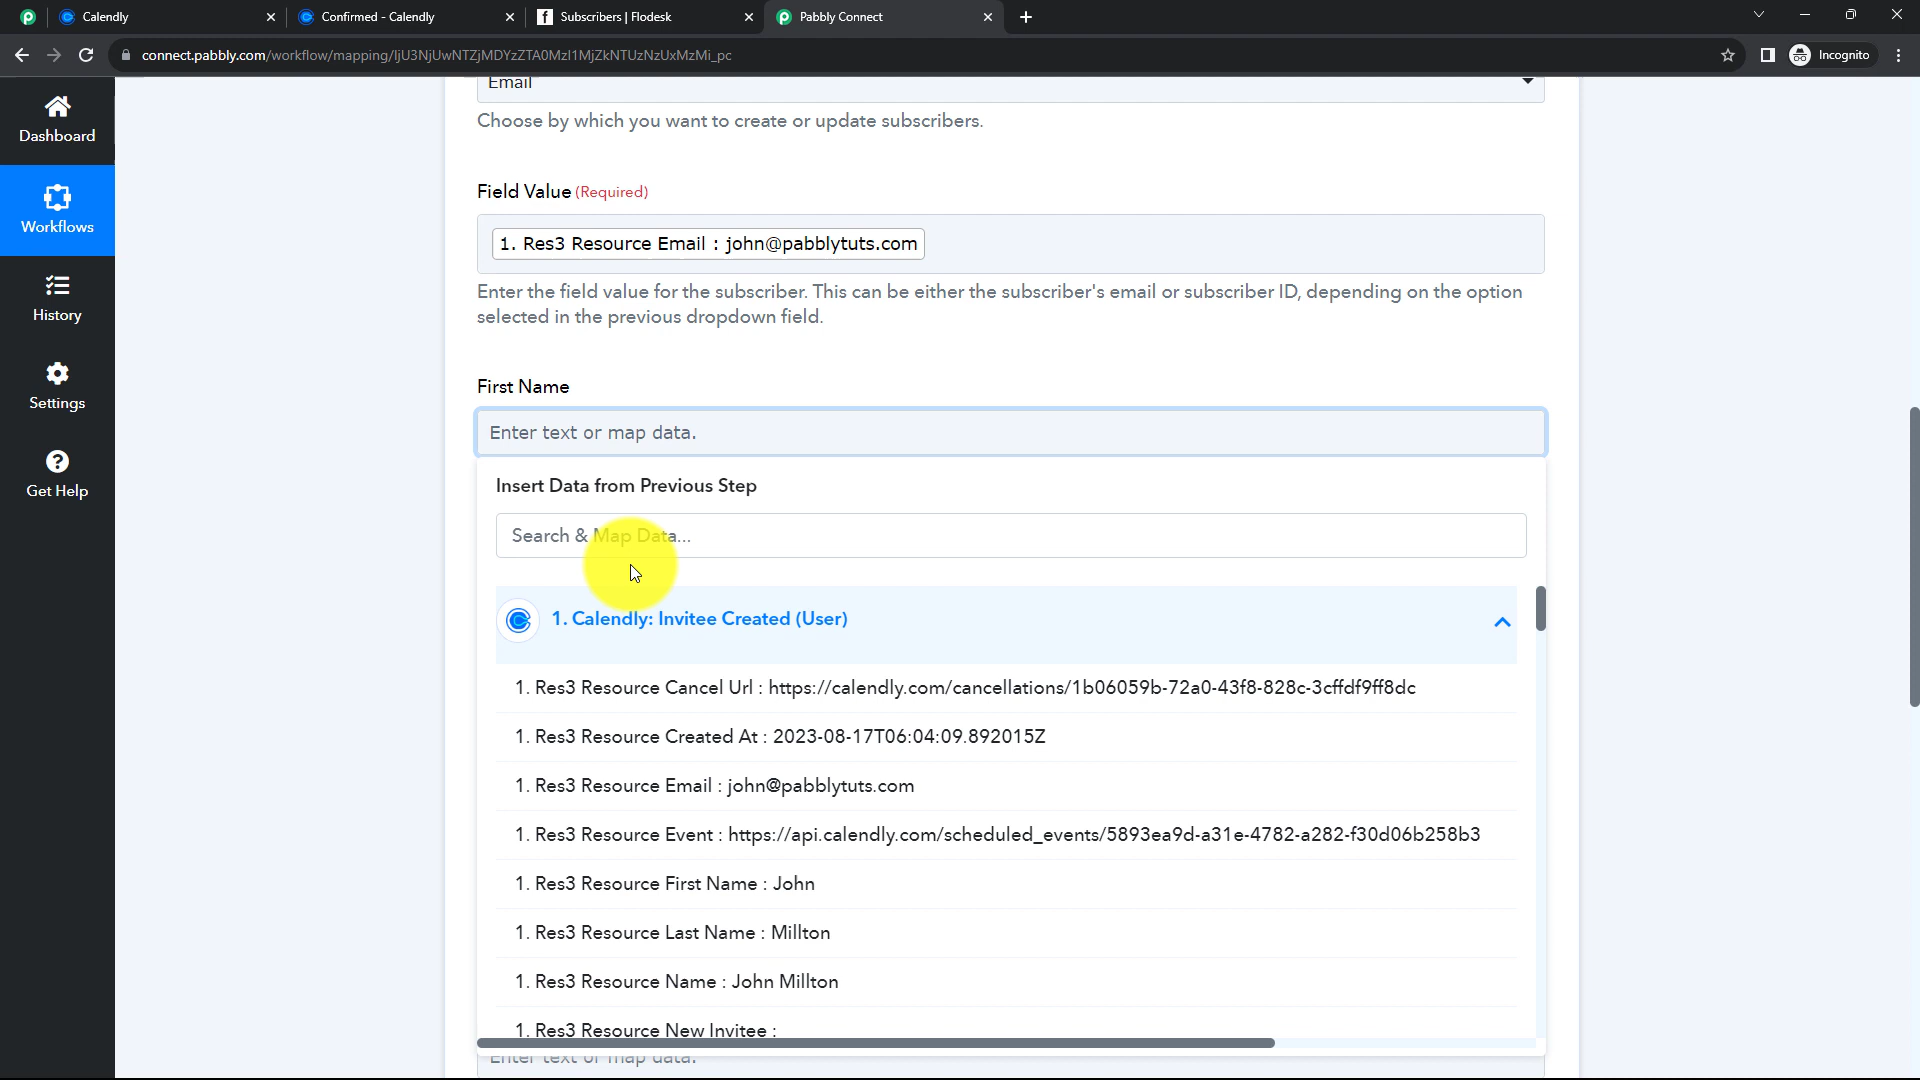 Calendly
Confirmed - Calendly
Subscribers | Flodesk
Pabbly Connect
connect.pabbly.com/workflow/mapping/IjU3NjUwNTZjMDYzZTA0MzI1MjZkNTUzNzUxMzMi_pc
Incognito
Dashboard
Workflows
History
Settings
Get Help
Email
Choose by which you want to create or update subscribers.
Field Value (Required)
1. Res3 Resource Email : john@pabblytuts.com
Enter the field value for the subscriber. This can be either the subscriber's email or subscriber ID, depending on the option
selected in the previous dropdown field.
First Name
Enter text or map data.
Insert Data from Previous Step
Search & Map Data...
1. Calendly: Invitee Created (User)
1. Res3 Resource Cancel Url : https://calendly.com/cancellations/1b06059b-72a0-43f8-828c-3cffdf9ff8dc
1. Res3 Resource Created At : 2023-08-17T06:04:09.892015Z
1. Res3 Resource Email : john@pabblytuts.com
1. Res3 Resource Event : https://api.calendly.com/scheduled_events/5893ea9d-a31e-4782-a282-f30d06b258b3
1. Res3 Resource First Name : John
1. Res3 Resource Last Name : Millton
1. Res3 Resource Name : John Millton
1. Res3 Resource New Invitee :
Enter text or map data.